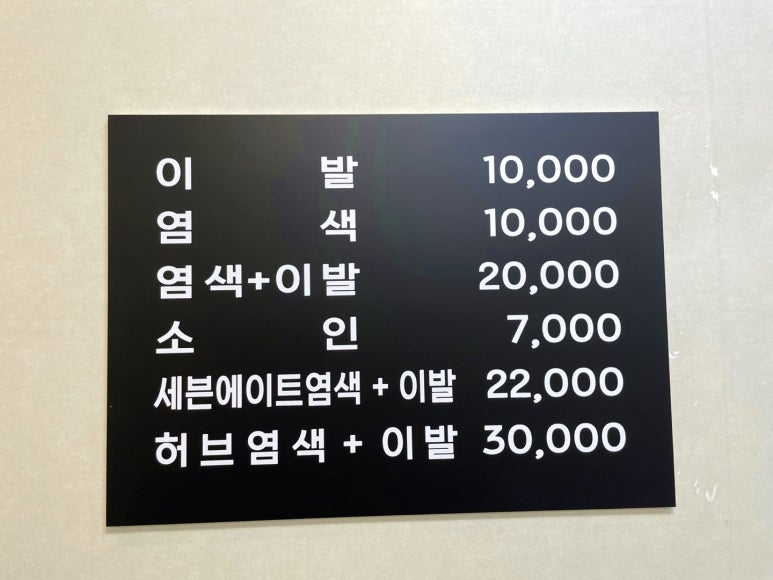 이 발 10,000
염 색 10,000
염 색+이 발 20,000
소 인 7,000
세븐에이트염색 + 이발 22,000
허 브 염 색 + 이 발 30,000